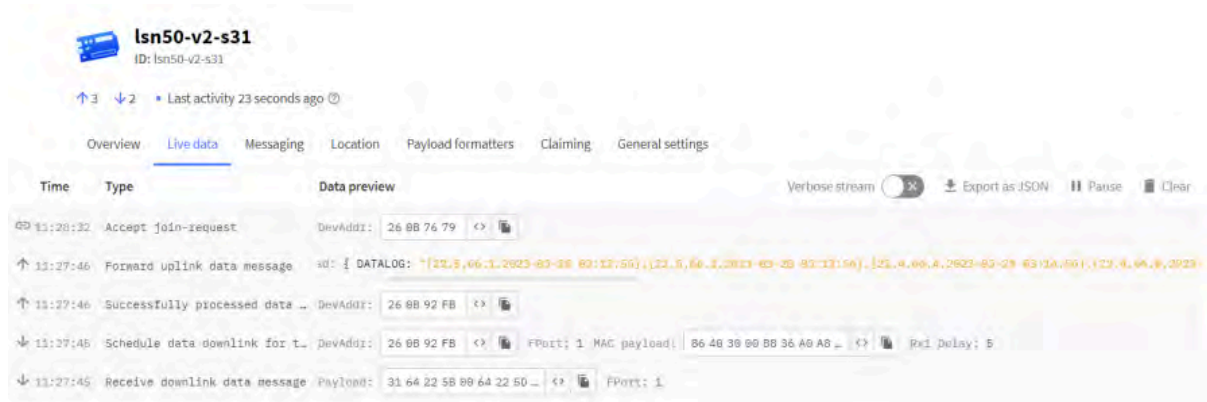 lsn50-v2-s31
ID: lsn50-v2-s31
3 2 • Last activity 23 seconds ago
Overview Live data Messaging Location Payload formatters Claiming General settings
Time Type Data preview Verbose stream Export as JSON Pause Clear
Accept join-request DevAddr: 26 0B 76 79 <>
11:27:46 Forward uplink data message { DATALOG:
11:27:46 Successfully processed data … DevAddr: 26 0B 92 FB <>
11:27:45 Schedule data downlink for t… DevAddr: 26 0B 92 FB <> FPort: 1 MAC payload: Rx1 Delay: 5
11:27:45 Receive downlink data message Payload: <> FPort: 1